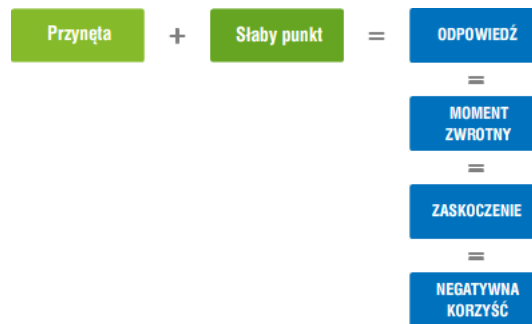 Przynęta + Słaby punkt = ODPOWIEDŹ
=
MOMENT
ZWROTNY
=
ZASKOCZENIE
=
NEGATYWNA
KORZYŚĆ